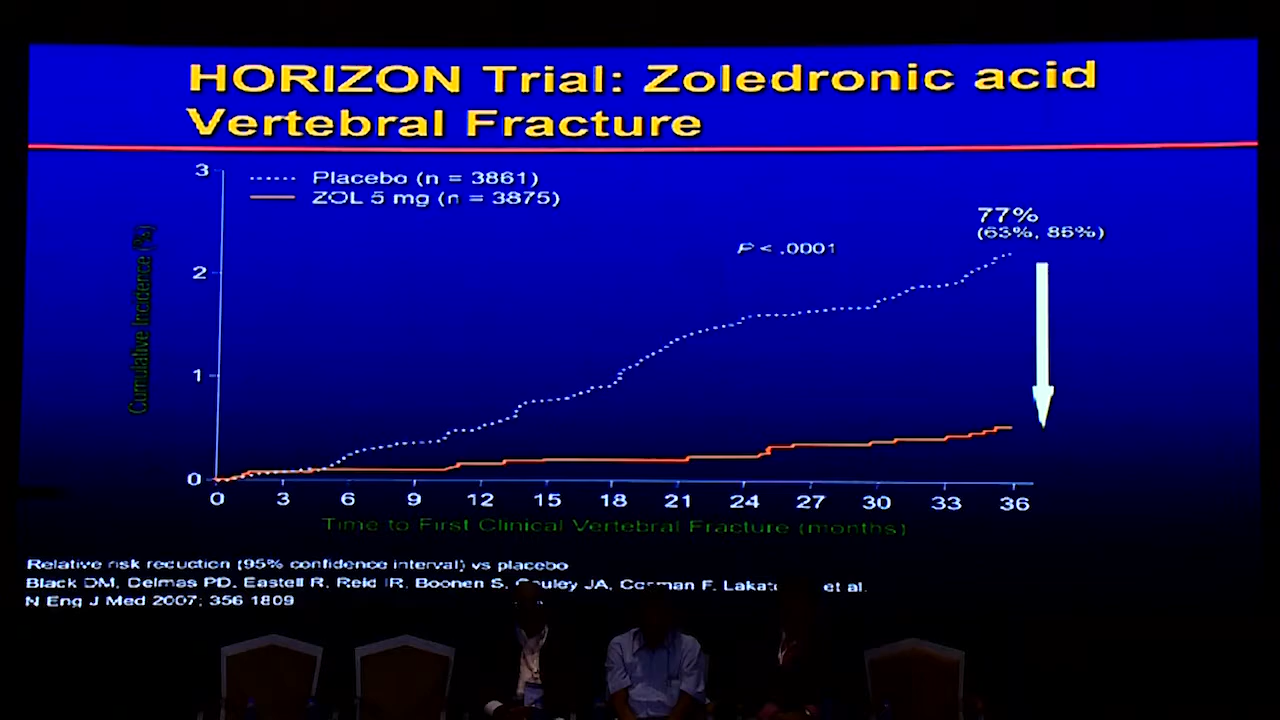 HORIZON Trial: Zoledronic acid
Vertebral Fracture
3
Placebo (n = 3861)
ZOL 5 mg (n = 3875)
77%
(63%, 86%)
P < .0001
2
1
0
Cumulative Incidence (%)
0 3 6 9 12 15 18 21 24 27 30 33 36
Time to First Clinical Vertebral Fracture (months)
Relative risk reduction (95% confidence interval) vs placebo
Black DM, Delmas PD, Eastell R, Reid IR, Boonen S, Cauley JA, Cosman F, et al.
N Eng J Med 2007; 356 1809